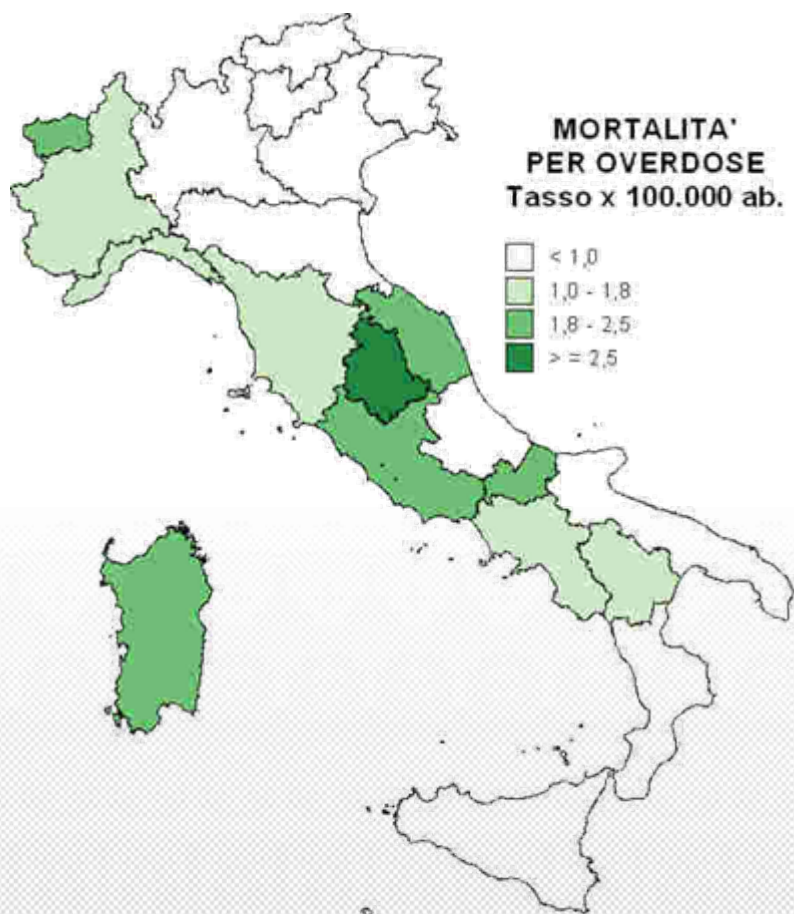 MORTALITA'
PER OVERDOSE
Tasso x 100.000 ab.
< 1,0
1,0 - 1,8
1,8 - 2,5
> = 2,5